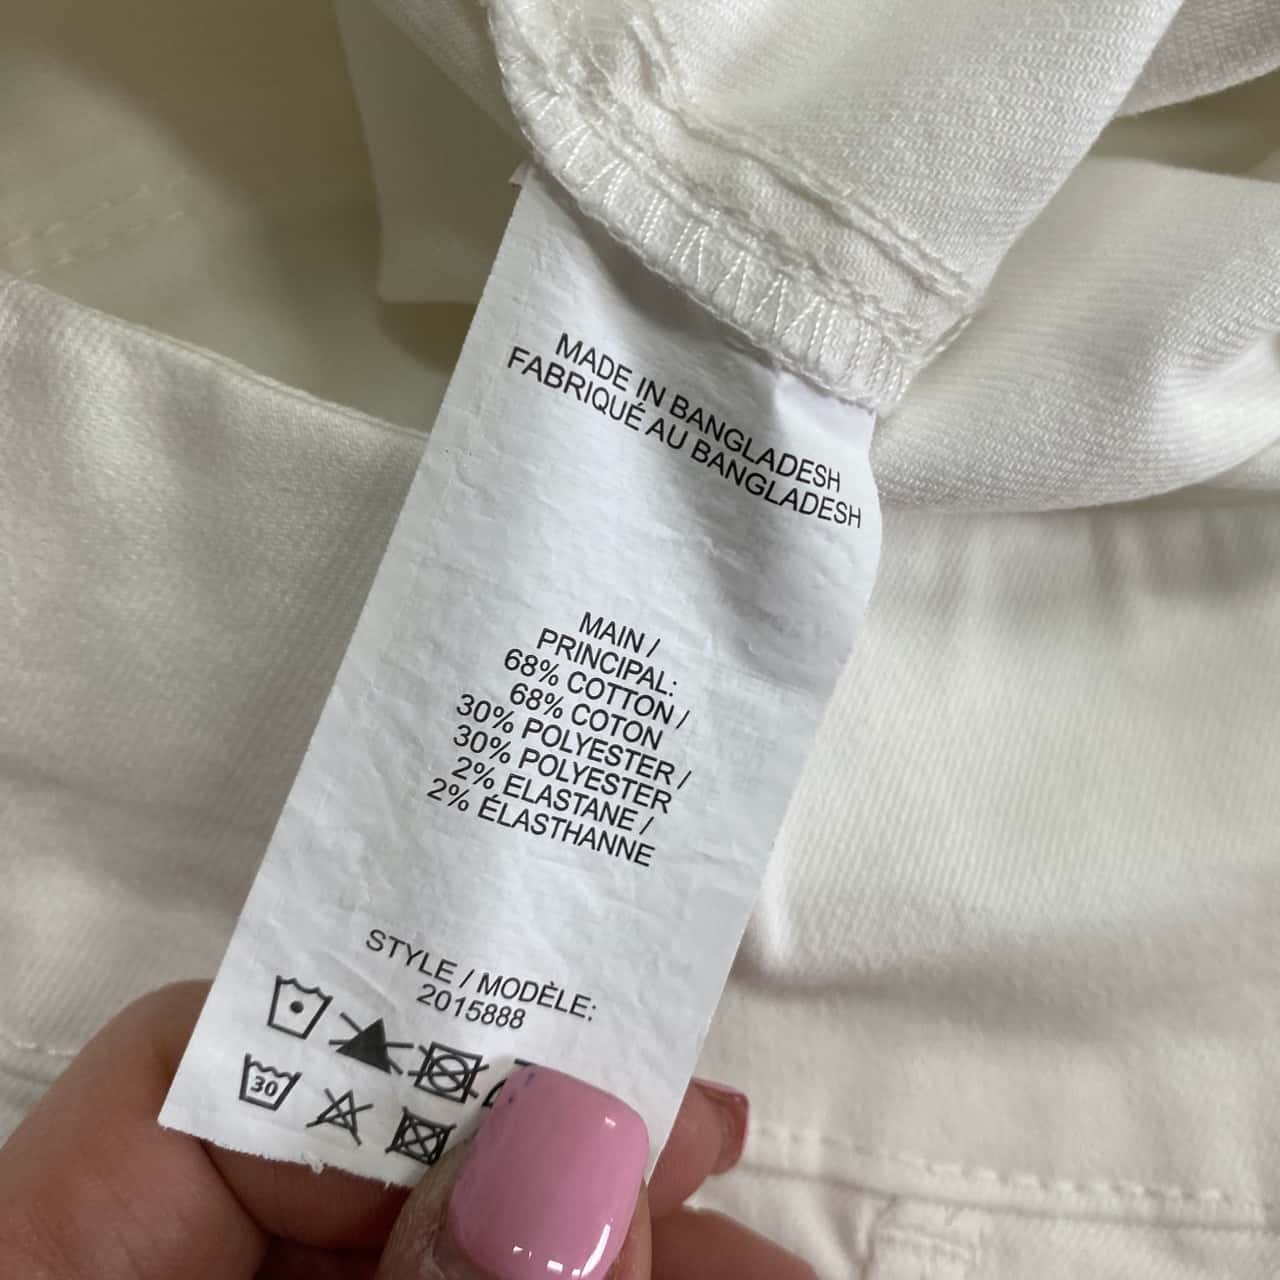 MADE IN BANGLADESH
FABRIQUÉ AU BANGLADESH
MAIN /
PRINCIPAL:
68% COTTON /
68% COTON
30% POLYESTER /
30% POLYESTER
2% ELASTANE /
2% ÉLASTHANNE
STYLE / MODÈLE:
2015888
30